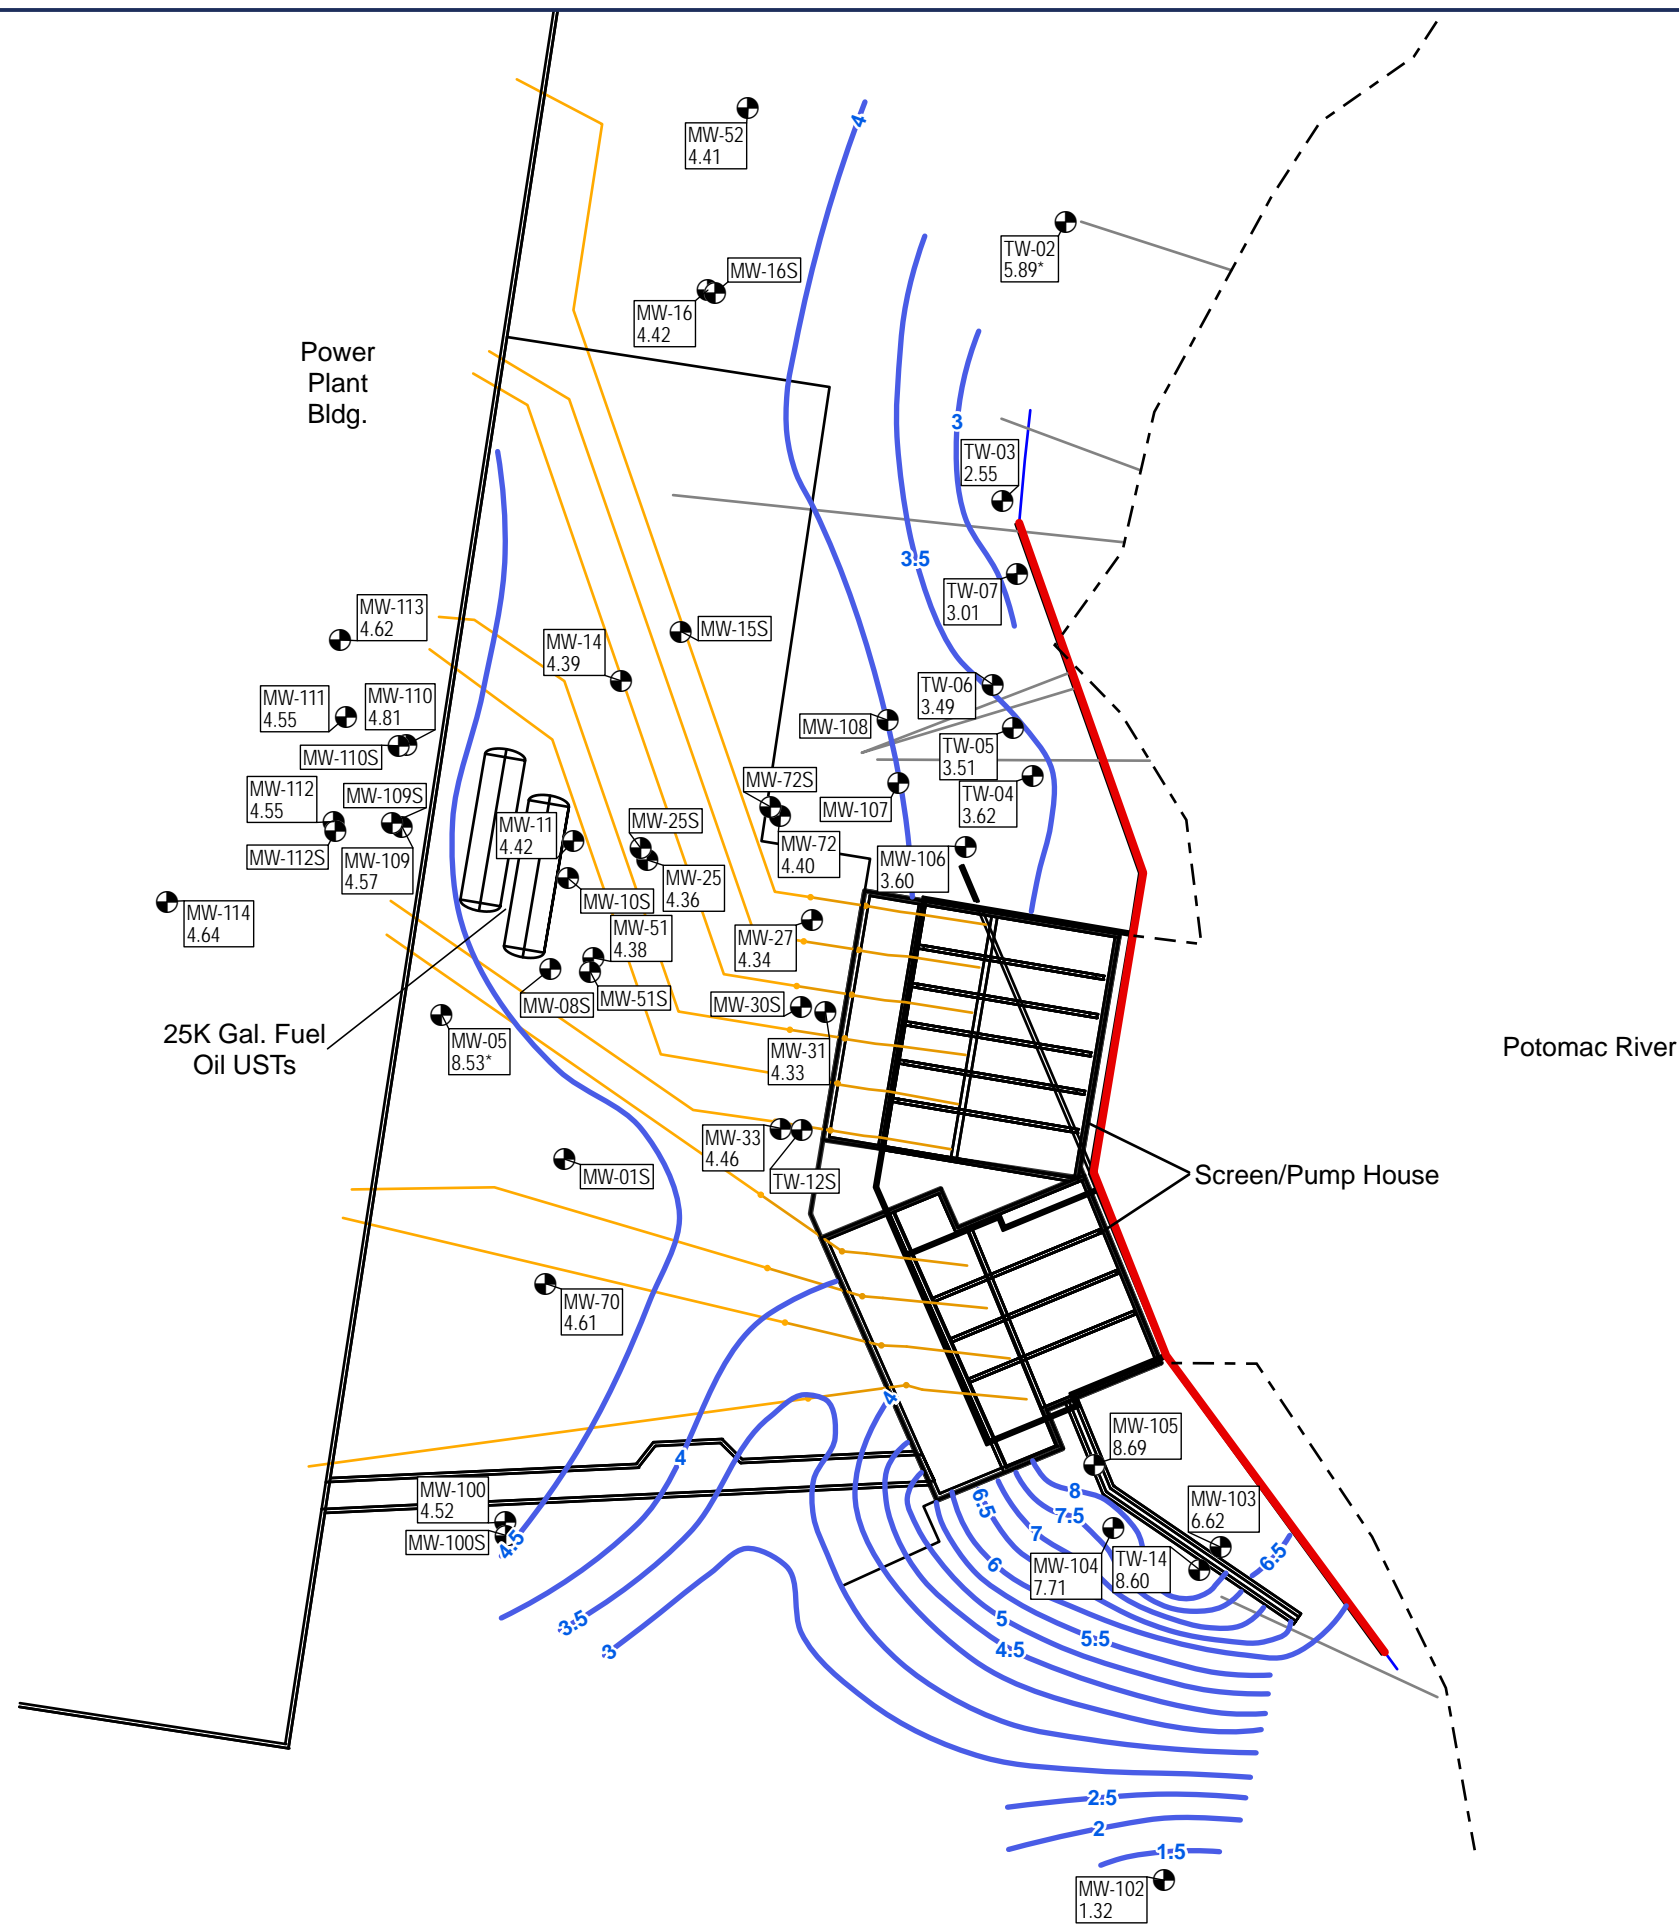 4
MW-52
4.41
TW-02
5.89*
MW-16S
MW-16
4.42
Power
Plant
Bldg.
3
TW-03
2.55
3.5
TW-07
3.01
MW-113
4.62
MW-14
4.39
MW-15S
TW-06
3.49
MW-111
4.55
MW-110
4.81
MW-110S
MW-108
TW-05
3.51
MW-72S
TW-04
3.62
MW-112
4.55
MW-109S
MW-107
MW-11
4.42
MW-25S
MW-72
4.40
MW-106
3.60
MW-112S
MW-109
4.57
MW-25
4.36
MW-10S
MW-114
4.64
MW-51
4.38
MW-27
4.34
MW-08S
MW-51S
MW-30S
25K Gal. Fuel
Oil USTs
MW-05
8.53*
MW-31
4.33
Potomac River
MW-33
4.46
MW-01S
TW-12S
Screen/Pump House
MW-70
4.61
4
MW-105
8.69
4
MW-100
4.52
MW-100S
4.5
6.5
8
7.5
7
MW-103
6.62
6.5
6
MW-104
7.71
TW-14
8.60
3.5
3
5
5.5
4.5
2.5
2
1.5
MW-102
1.32